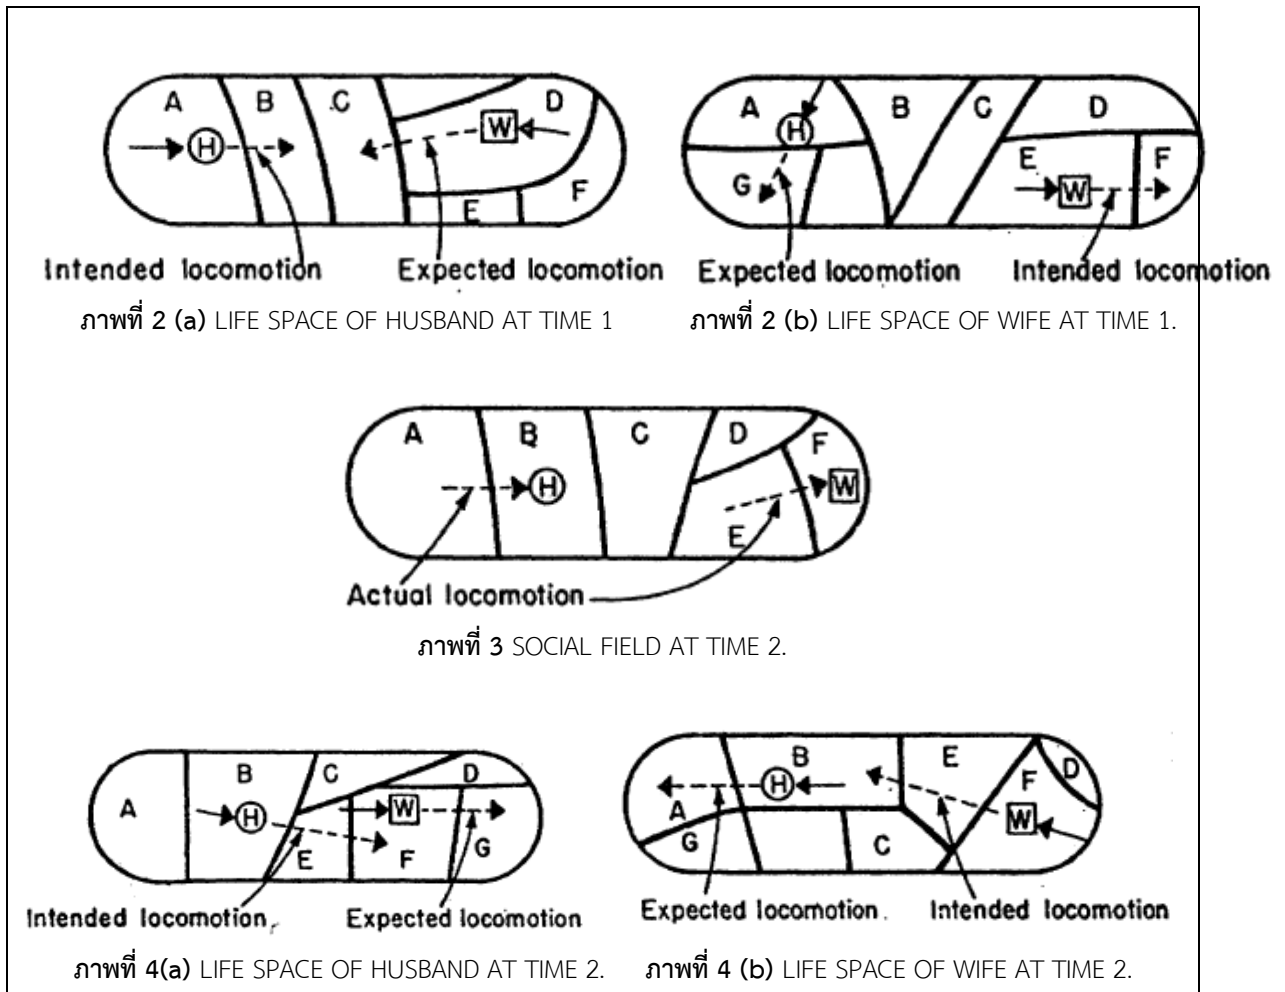 A B C D
H W
E F
Intended locomotion Expected locomotion
ภาพที่ 2 (a) LIFE SPACE OF HUSBAND AT TIME 1
A B C D
H E F
G W
Expected locomotion Intended locomotion
ภาพที่ 2 (b) LIFE SPACE OF WIFE AT TIME 1.
A B C D F
H W
E
Actual locomotion
ภาพที่ 3 SOCIAL FIELD AT TIME 2.
B C D
A H W
E F G
Intended locomotion Expected locomotion
ภาพที่ 4(a) LIFE SPACE OF HUSBAND AT TIME 2.
B E F D
A H W
G C
Expected locomotion. Intended locomotion
ภาพที่ 4 (b) LIFE SPACE OF WIFE AT TIME 2.